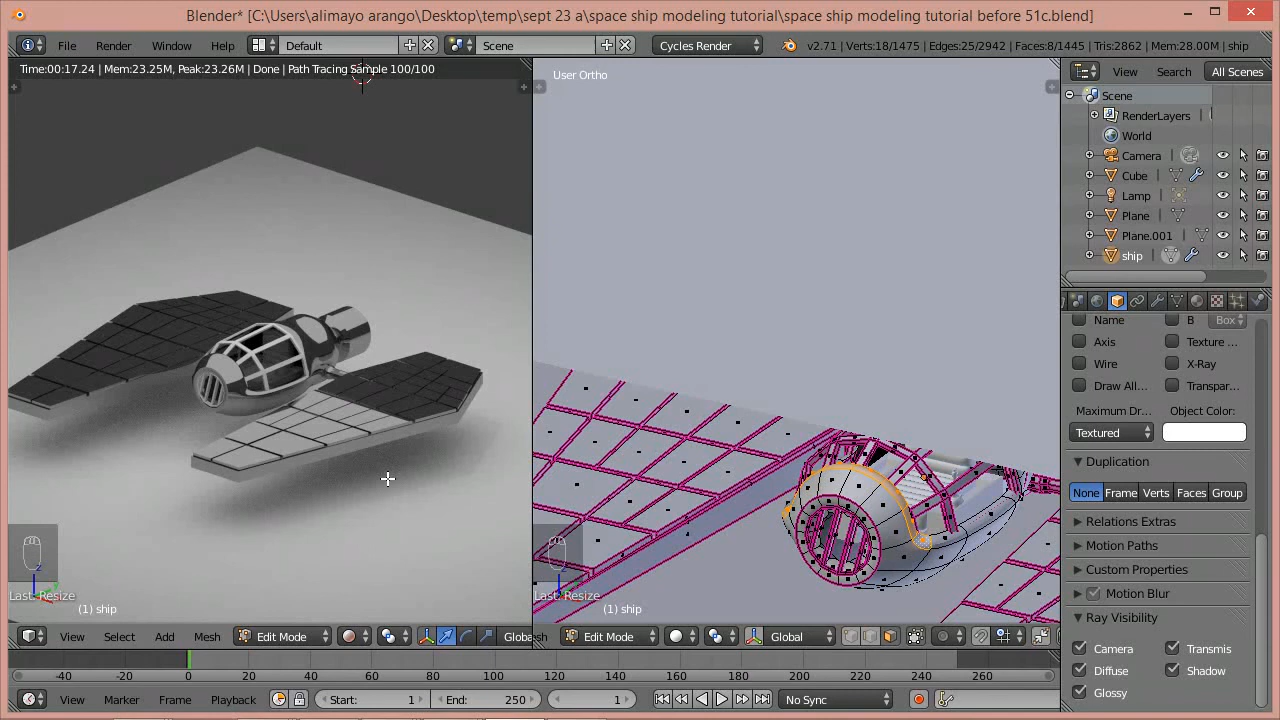 Blender* [C:\Users\alimayo arango\Desktop\temp\sept 23 a\space ship modeling tutorial\space ship modeling tutorial before 51c.blend]
File Render Window Help Default Scene Cycles Render v2.71 | Verts:18/1475 | Edges:25/2942 | Faces:8/1445 | Tris:2862 | Mem:28.00M | ship
Time:00:17.24 | Mem:23.25M, Peak:23.26M | Done | Path Tracing Sample 100/100
User Ortho
View Search All Scenes
Scene
RenderLayers
World
Camera
Cube
Lamp
Plane
Plane.001
ship
Name B Box
Axis Texture ...
Wire X-Ray
Draw All... Transpar...
Maximum Dr... Object Color:
Textured
Duplication
None Frame Verts Faces Group
Relations Extras
Motion Paths
Custom Properties
Motion Blur
Ray Visibility
Camera Transmis
Diffuse Shadow
Glossy
z
Last: Resize
(1) ship
Last: Resize
(1) ship
View Select Add Mesh Edit Mode Global
Edit Mode Global
-40 -20 0 20 40 60 80 100 120 140 160 180 200 220 240 260
View Marker Frame Playback Start: 1 End: 250 1 No Sync